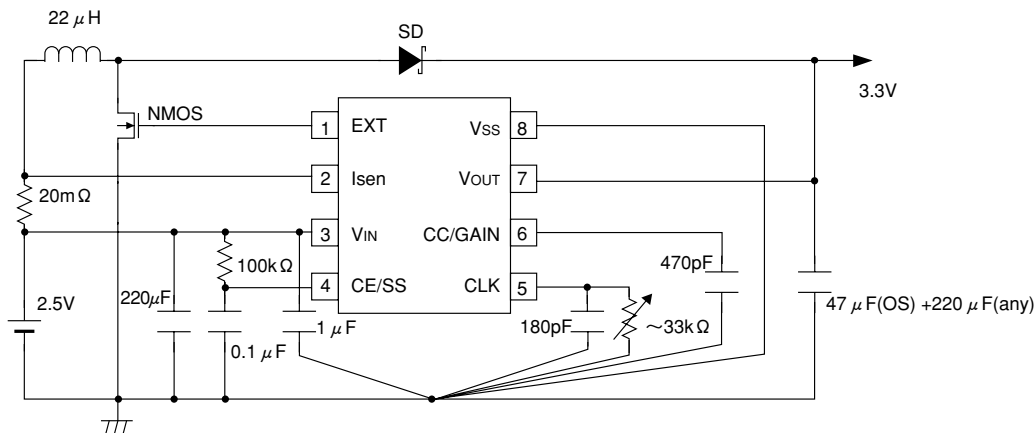 22 μH
SD
3.3V
NMOS
1 EXT
VSS 8
2 Isen
VOUT 7
20mΩ
3 VIN
CC/GAIN 6
100kΩ
470pF
4 CE/SS
CLK 5
2.5V
220μF
1 μF
180pF
~33kΩ
47 μF(OS) +220 μF(any)
0.1 μF